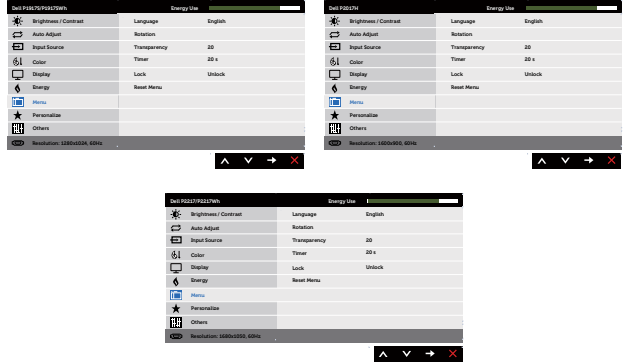 Dell P1917S/P1917SWh Energy Use
Brightness / Contrast Language English
Auto Adjust Rotation
Input Source Transparency 20
Color Timer 20 s
Display Lock Unlock
Energy Reset Menu
Menu
Personalize
Others
Resolution: 1280x1024, 60Hz
Dell P2017H Energy Use
Brightness / Contrast Language English
Auto Adjust Rotation
Input Source Transparency 20
Color Timer 20 s
Display Lock Unlock
Energy Reset Menu
Menu
Personalize
Others
Resolution: 1600x900, 60Hz
Dell P2217/P2217Wh Energy Use
Brightness / Contrast Language English
Auto Adjust Rotation
Input Source Transparency 20
Color Timer 20 s
Display Lock Unlock
Energy Reset Menu
Menu
Personalize
Others
Resolution: 1680x1050, 60Hz